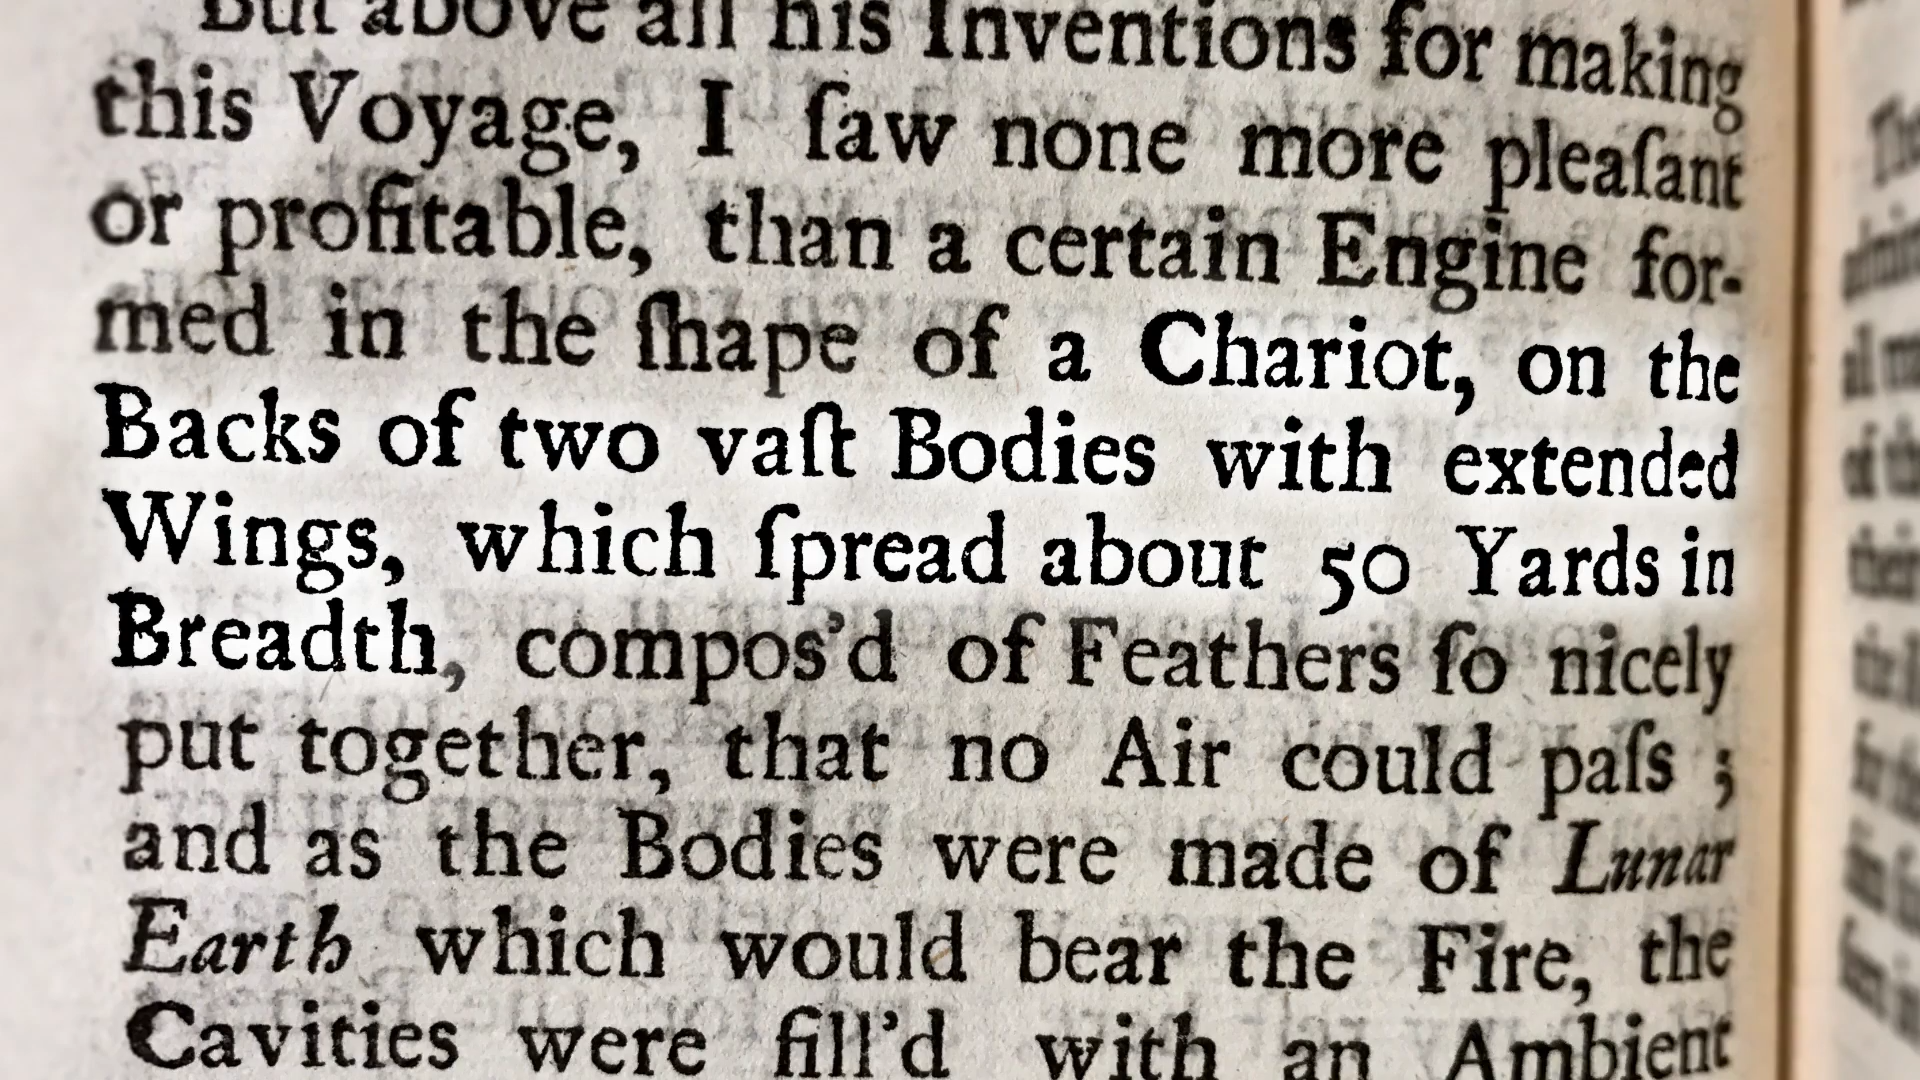 But above all his Inventions for making
this Voyage, I ſaw none more pleaſant
or profitable, than a certain Engine for-
med in the ſhape of a Chariot, on the
Backs of two vaſt Bodies with extended
Wings, which ſpread about 50 Yards in
Breadth, compos'd of Feathers ſo nicely
put together, that no Air could paſs ;
and as the Bodies were made of Lunar
Earth which would bear the Fire, the
Cavities were fill'd with an Ambient